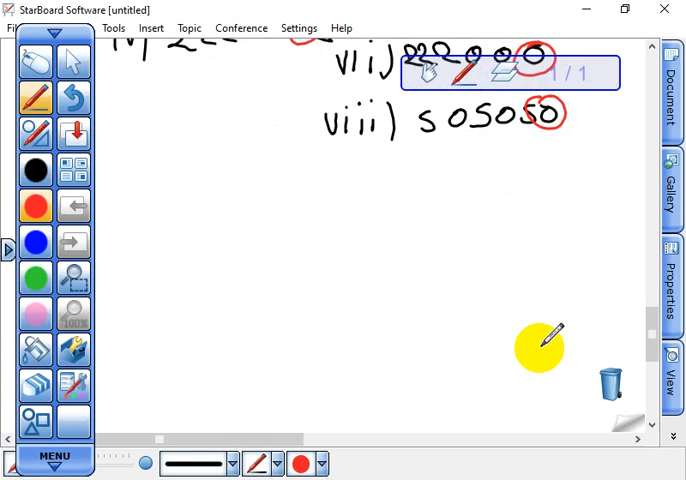 StarBoard Software [untitled]
Tools Insert Topic Conference Settings Help
vii) 222000
1 / 1
viii) 505050
100%
MENU
Document
Gallery
Properties
View